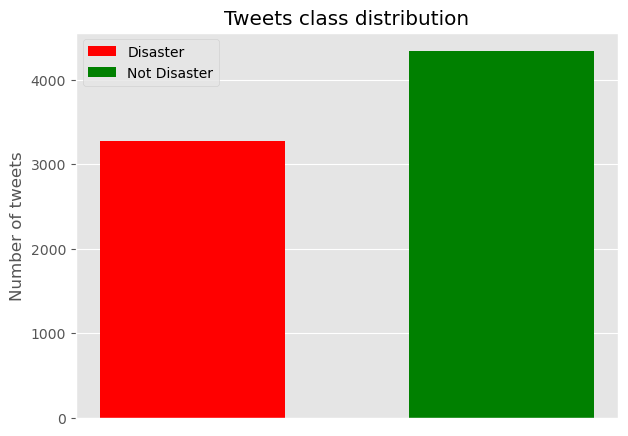 Tweets class distribution
Disaster
Not Disaster
Number of tweets
4000
3000
2000
1000
0